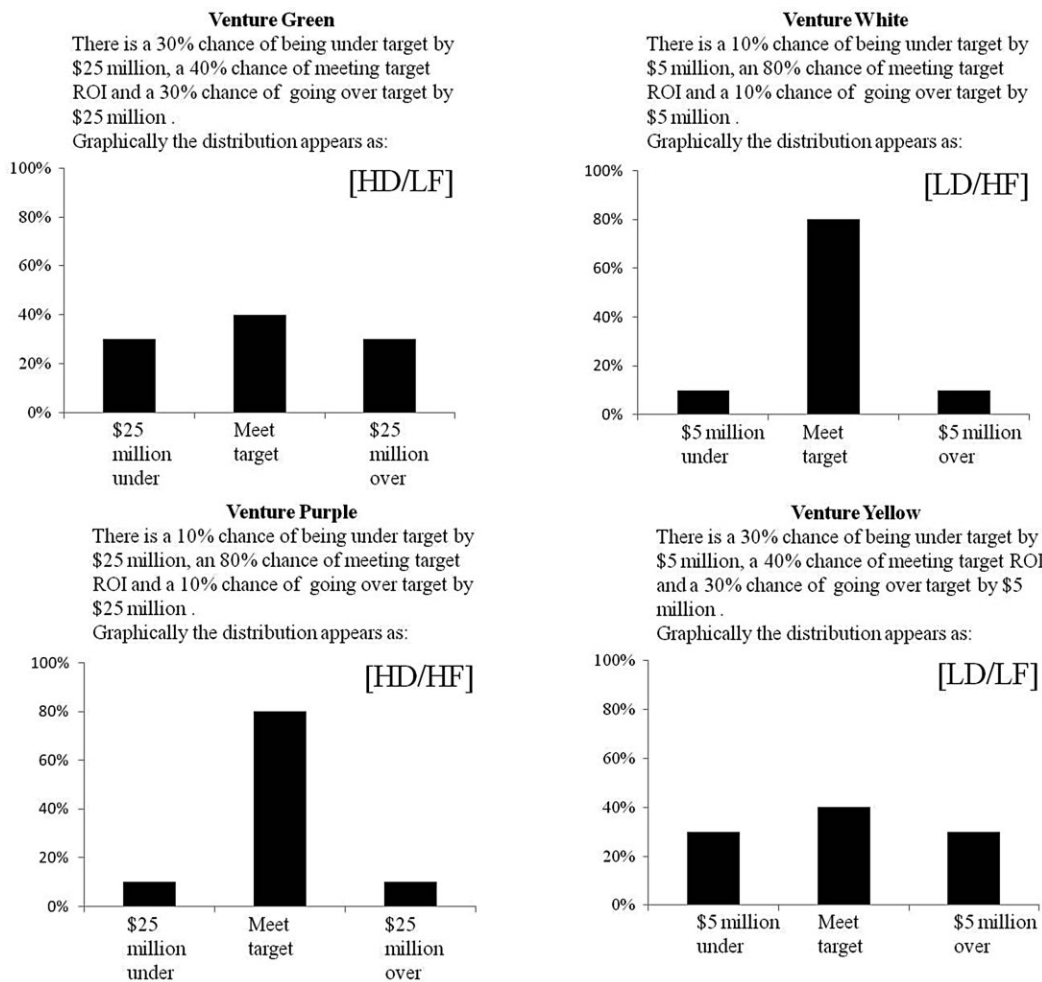 Venture Green
There is a 30% chance of being under target by
$25 million, a 40% chance of meeting target
ROI and a 30% chance of going over target by
$25 million .
Graphically the distribution appears as:
[HD/LF]
100%
80%
60%
40%
20%
0%
$25 Meet $25
million target million
under over
Venture White
There is a 10% chance of being under target by
$5 million, an 80% chance of meeting target
ROI and a 10% chance of going over target by
$5 million .
Graphically the distribution appears as:
[LD/HF]
100%
80%
60%
40%
20%
0%
$5 million Meet $5 million
under target over
Venture Purple
There is a 10% chance of being under target by
$25 million, an 80% chance of meeting target
ROI and a 10% chance of going over target by
$25 million .
Graphically the distribution appears as:
[HD/HF]
100%
80%
60%
40%
20%
0%
$25 Meet $25
million target million
under over
Venture Yellow
There is a 30% chance of being under target by
$5 million, a 40% chance of meeting target ROI
and a 30% chance of going over target by $5
million .
Graphically the distribution appears as:
[LD/LF]
100%
80%
60%
40%
20%
0%
$5 million Meet $5 million
under target over